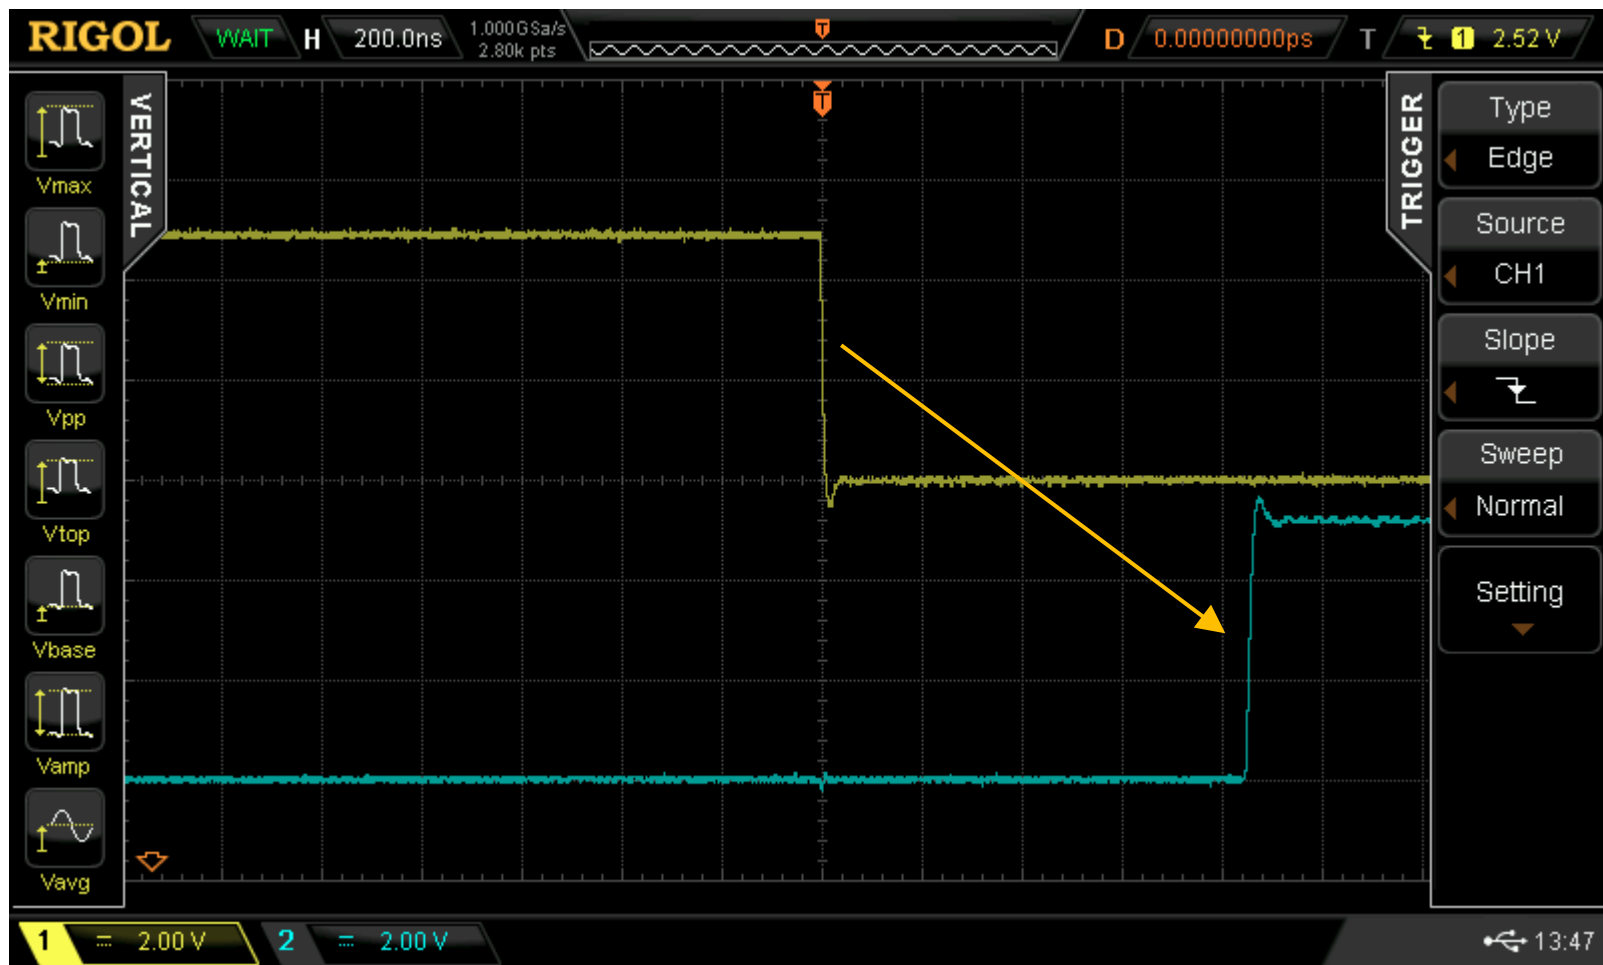 RIGOL WAIT H 200.0ns 1.000GSa/s 2.80k pts T D 0.00000000ps T 1 2.52 V
VERTICAL
T
TRIGGER
Vmax
Vmin
Vpp
Vtop
Vbase
Vamp
Vavg
Type
Edge
Source
CH1
Slope
Sweep
Normal
Setting
1 2.00 V 2 2.00 V 13:47